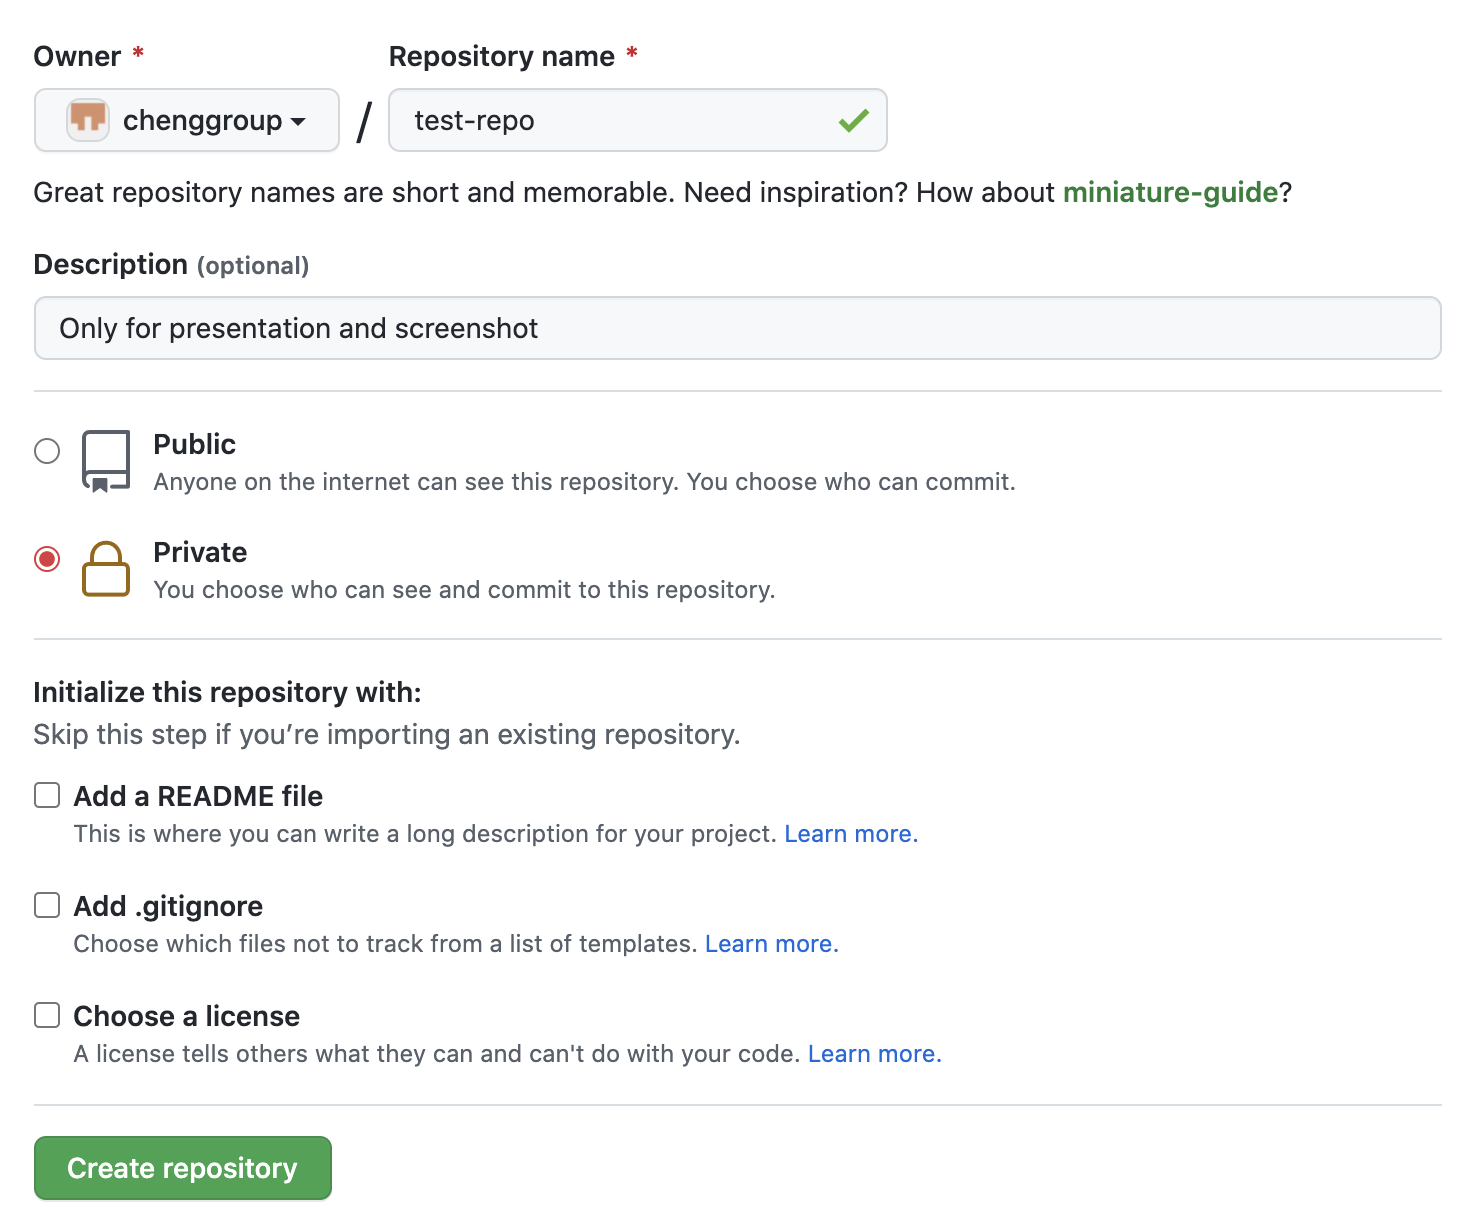 Owner * Repository name *
chenggroup / test-repo
Great repository names are short and memorable. Need inspiration? How about miniature-guide?
Description (optional)
Only for presentation and screenshot
Public
Anyone on the internet can see this repository. You choose who can commit.
Private
You choose who can see and commit to this repository.
Initialize this repository with:
Skip this step if you’re importing an existing repository.
Add a README file
This is where you can write a long description for your project. Learn more.
Add .gitignore
Choose which files not to track from a list of templates. Learn more.
Choose a license
A license tells others what they can and can't do with your code. Learn more.
Create repository